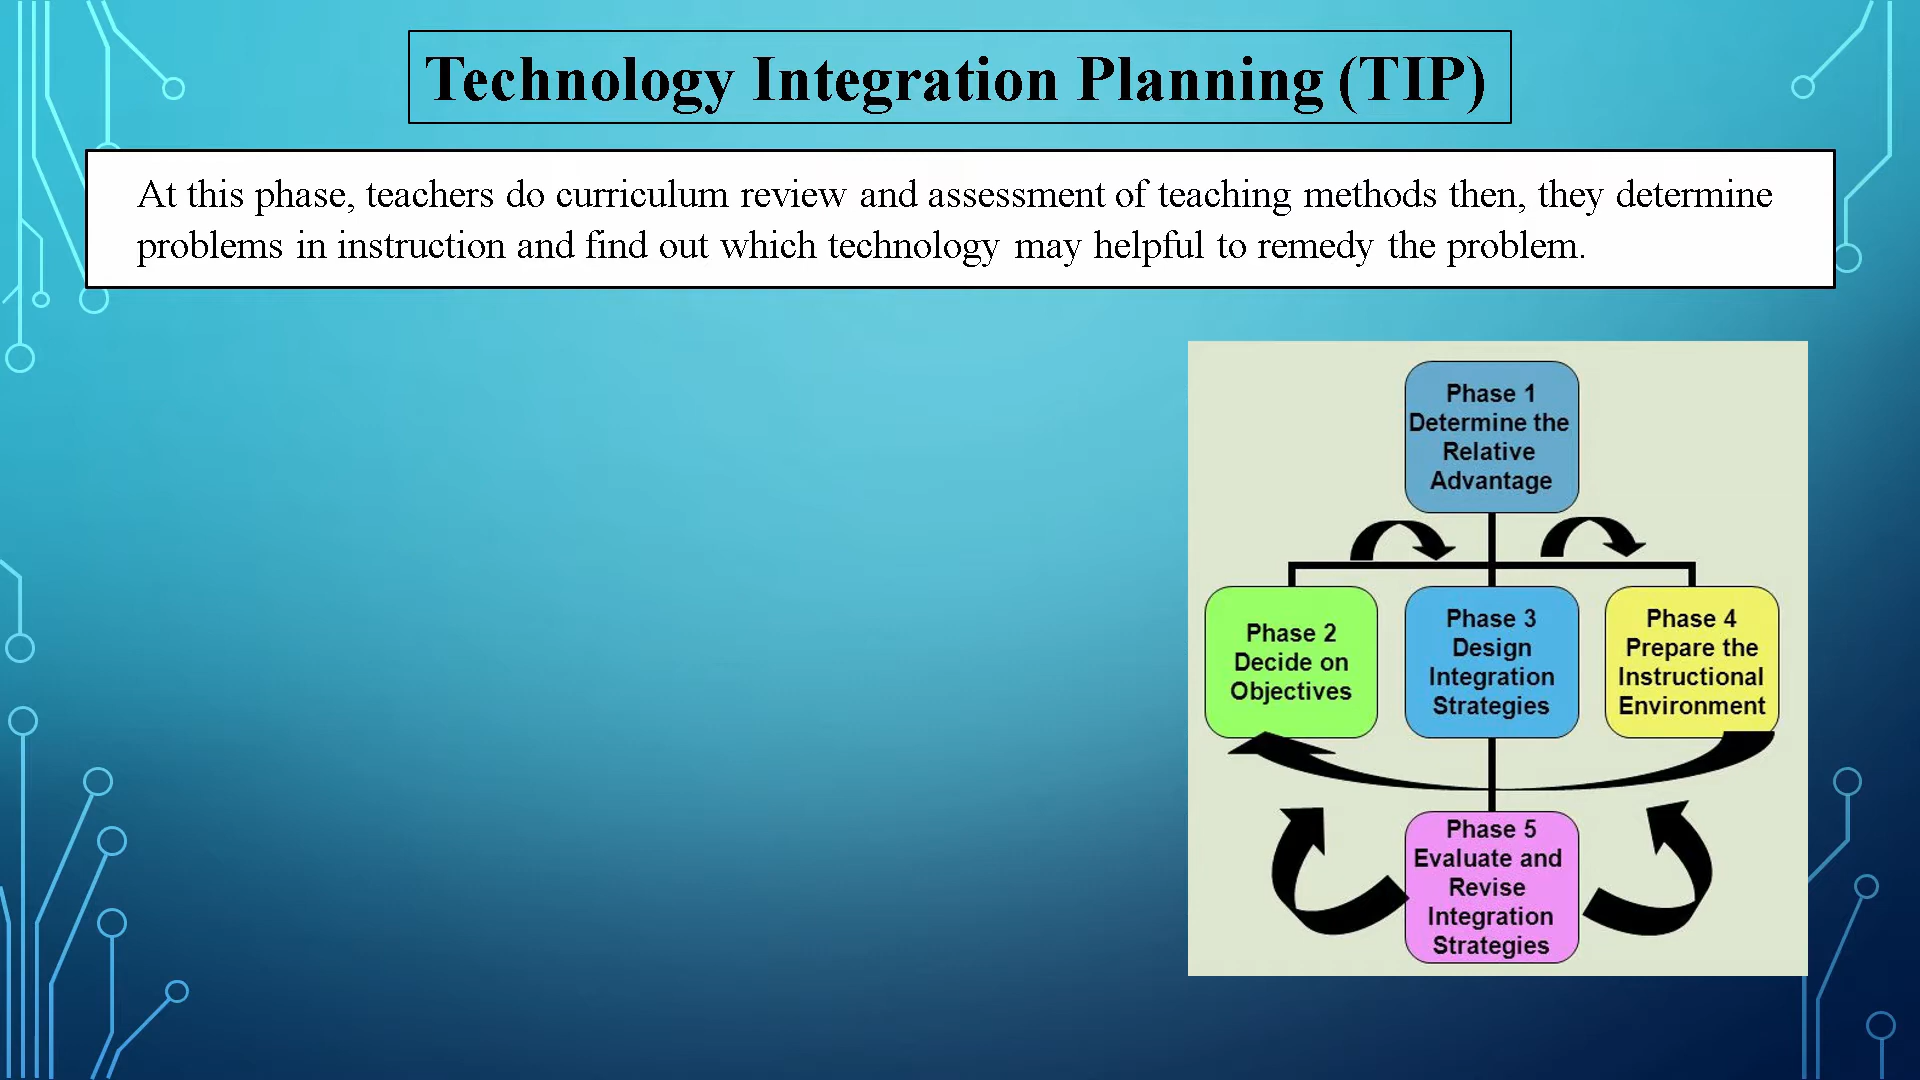 Technology Integration Planning (TIP)
At this phase, teachers do curriculum review and assessment of teaching methods then, they determine
problems in instruction and find out which technology may helpful to remedy the problem.
Phase 1
Determine the
Relative
Advantage
Phase 2
Decide on
Objectives
Phase 3
Design
Integration
Strategies
Phase 4
Prepare the
Instructional
Environment
Phase 5
Evaluate and
Revise
Integration
Strategies